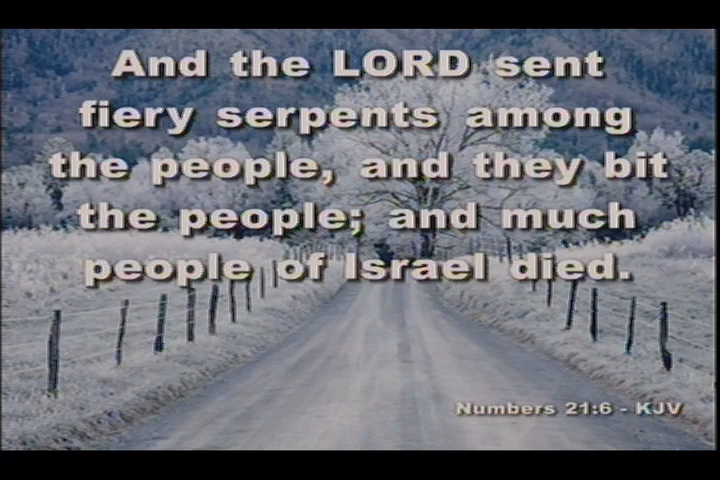 And the LORD sent
fiery serpents among
the people, and they bit
the people; and much
people of Israel died.
Numbers 21:6 - KJV